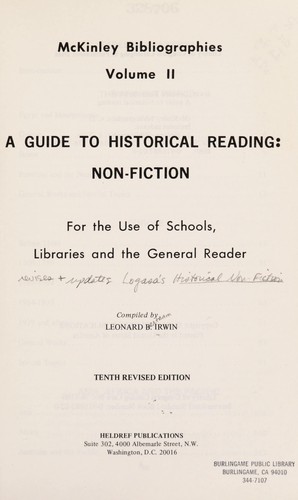 McKinley Bibliographies
Volume II
A GUIDE TO HISTORICAL READING:
NON-FICTION
For the Use of Schools,
Libraries and the General Reader
revises + updates Logasa's Historical Non-Fiction
Compiled by
LEONARD B. IRWIN
TENTH REVISED EDITION
HELDREF PUBLICATIONS
Suite 302, 4000 Albemarle Street, N.W.
Washington, D.C. 20016
BURLINGAME PUBLIC LIBRARY
BURLINGAME, CA 94010
344-7107